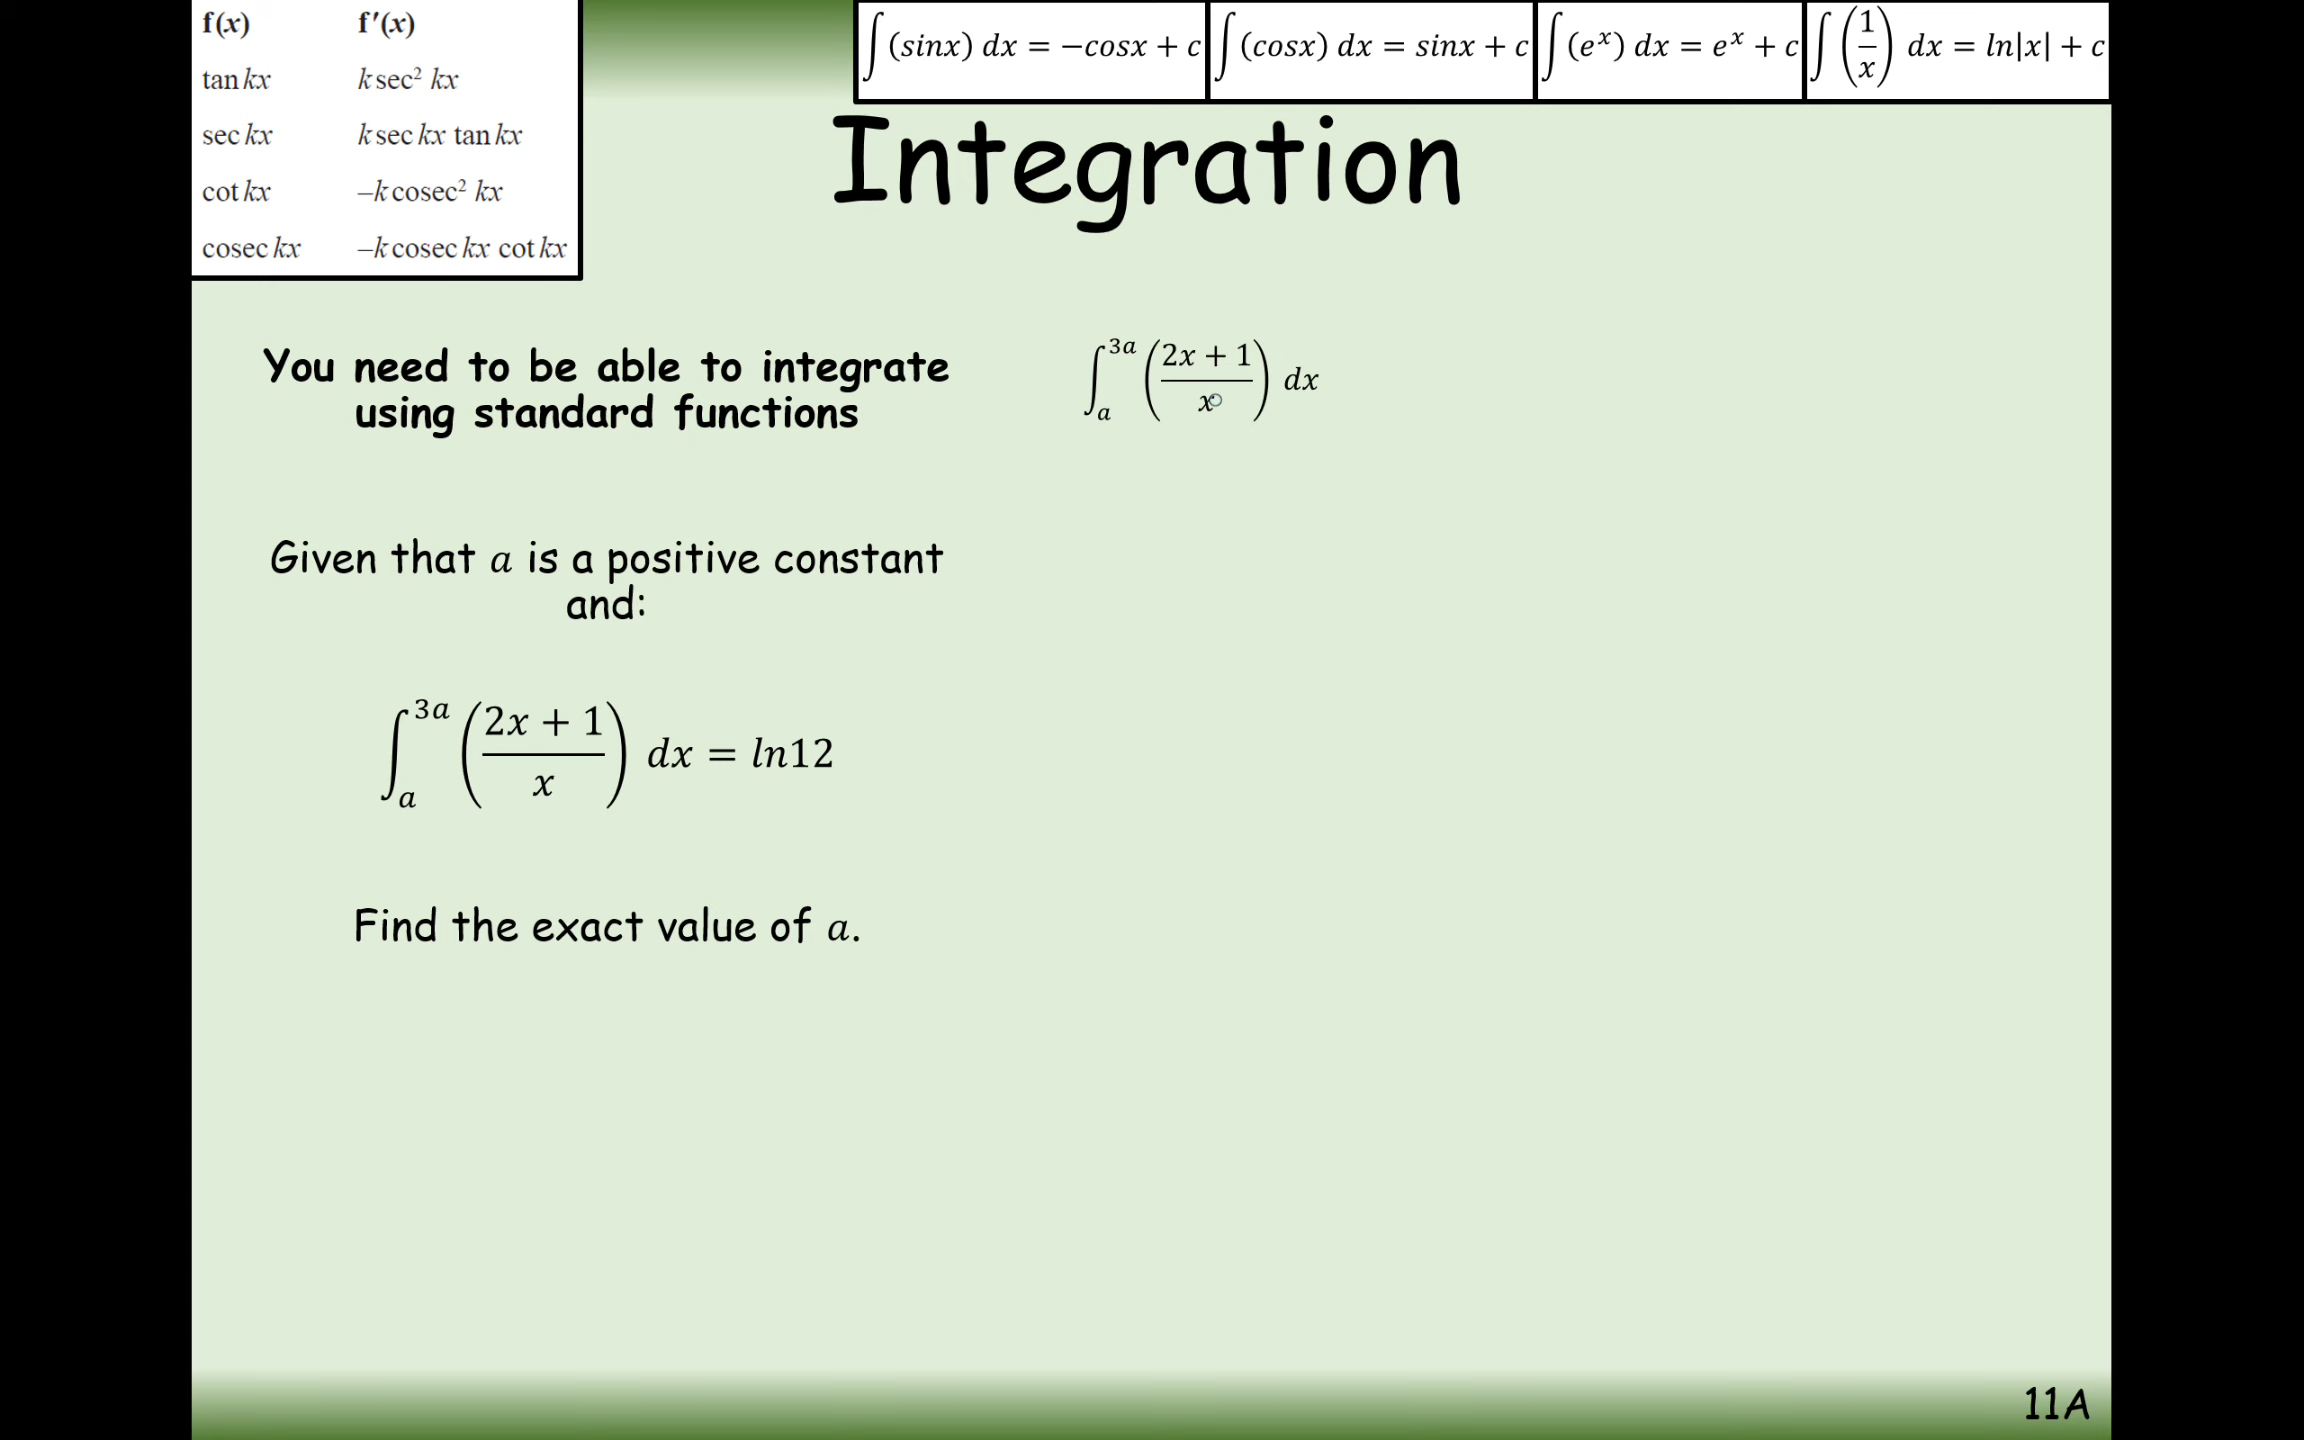 f(x) f′(x)
tan kx k sec² kx
sec kx k sec kx tan kx
cot kx –k cosec² kx
cosec kx –k cosec kx cot kx
∫(sinx) dx = −cosx + c
∫(cosx) dx = sinx + c
∫(eˣ) dx = eˣ + c
∫(1/x) dx = ln|x| + c
Integration
You need to be able to integrate
using standard functions
Given that a is a positive constant
and:
∫ₐ³ᵃ ((2x + 1)/x) dx = ln12
Find the exact value of a.
∫ₐ³ᵃ ((2x + 1)/x) dx
11A